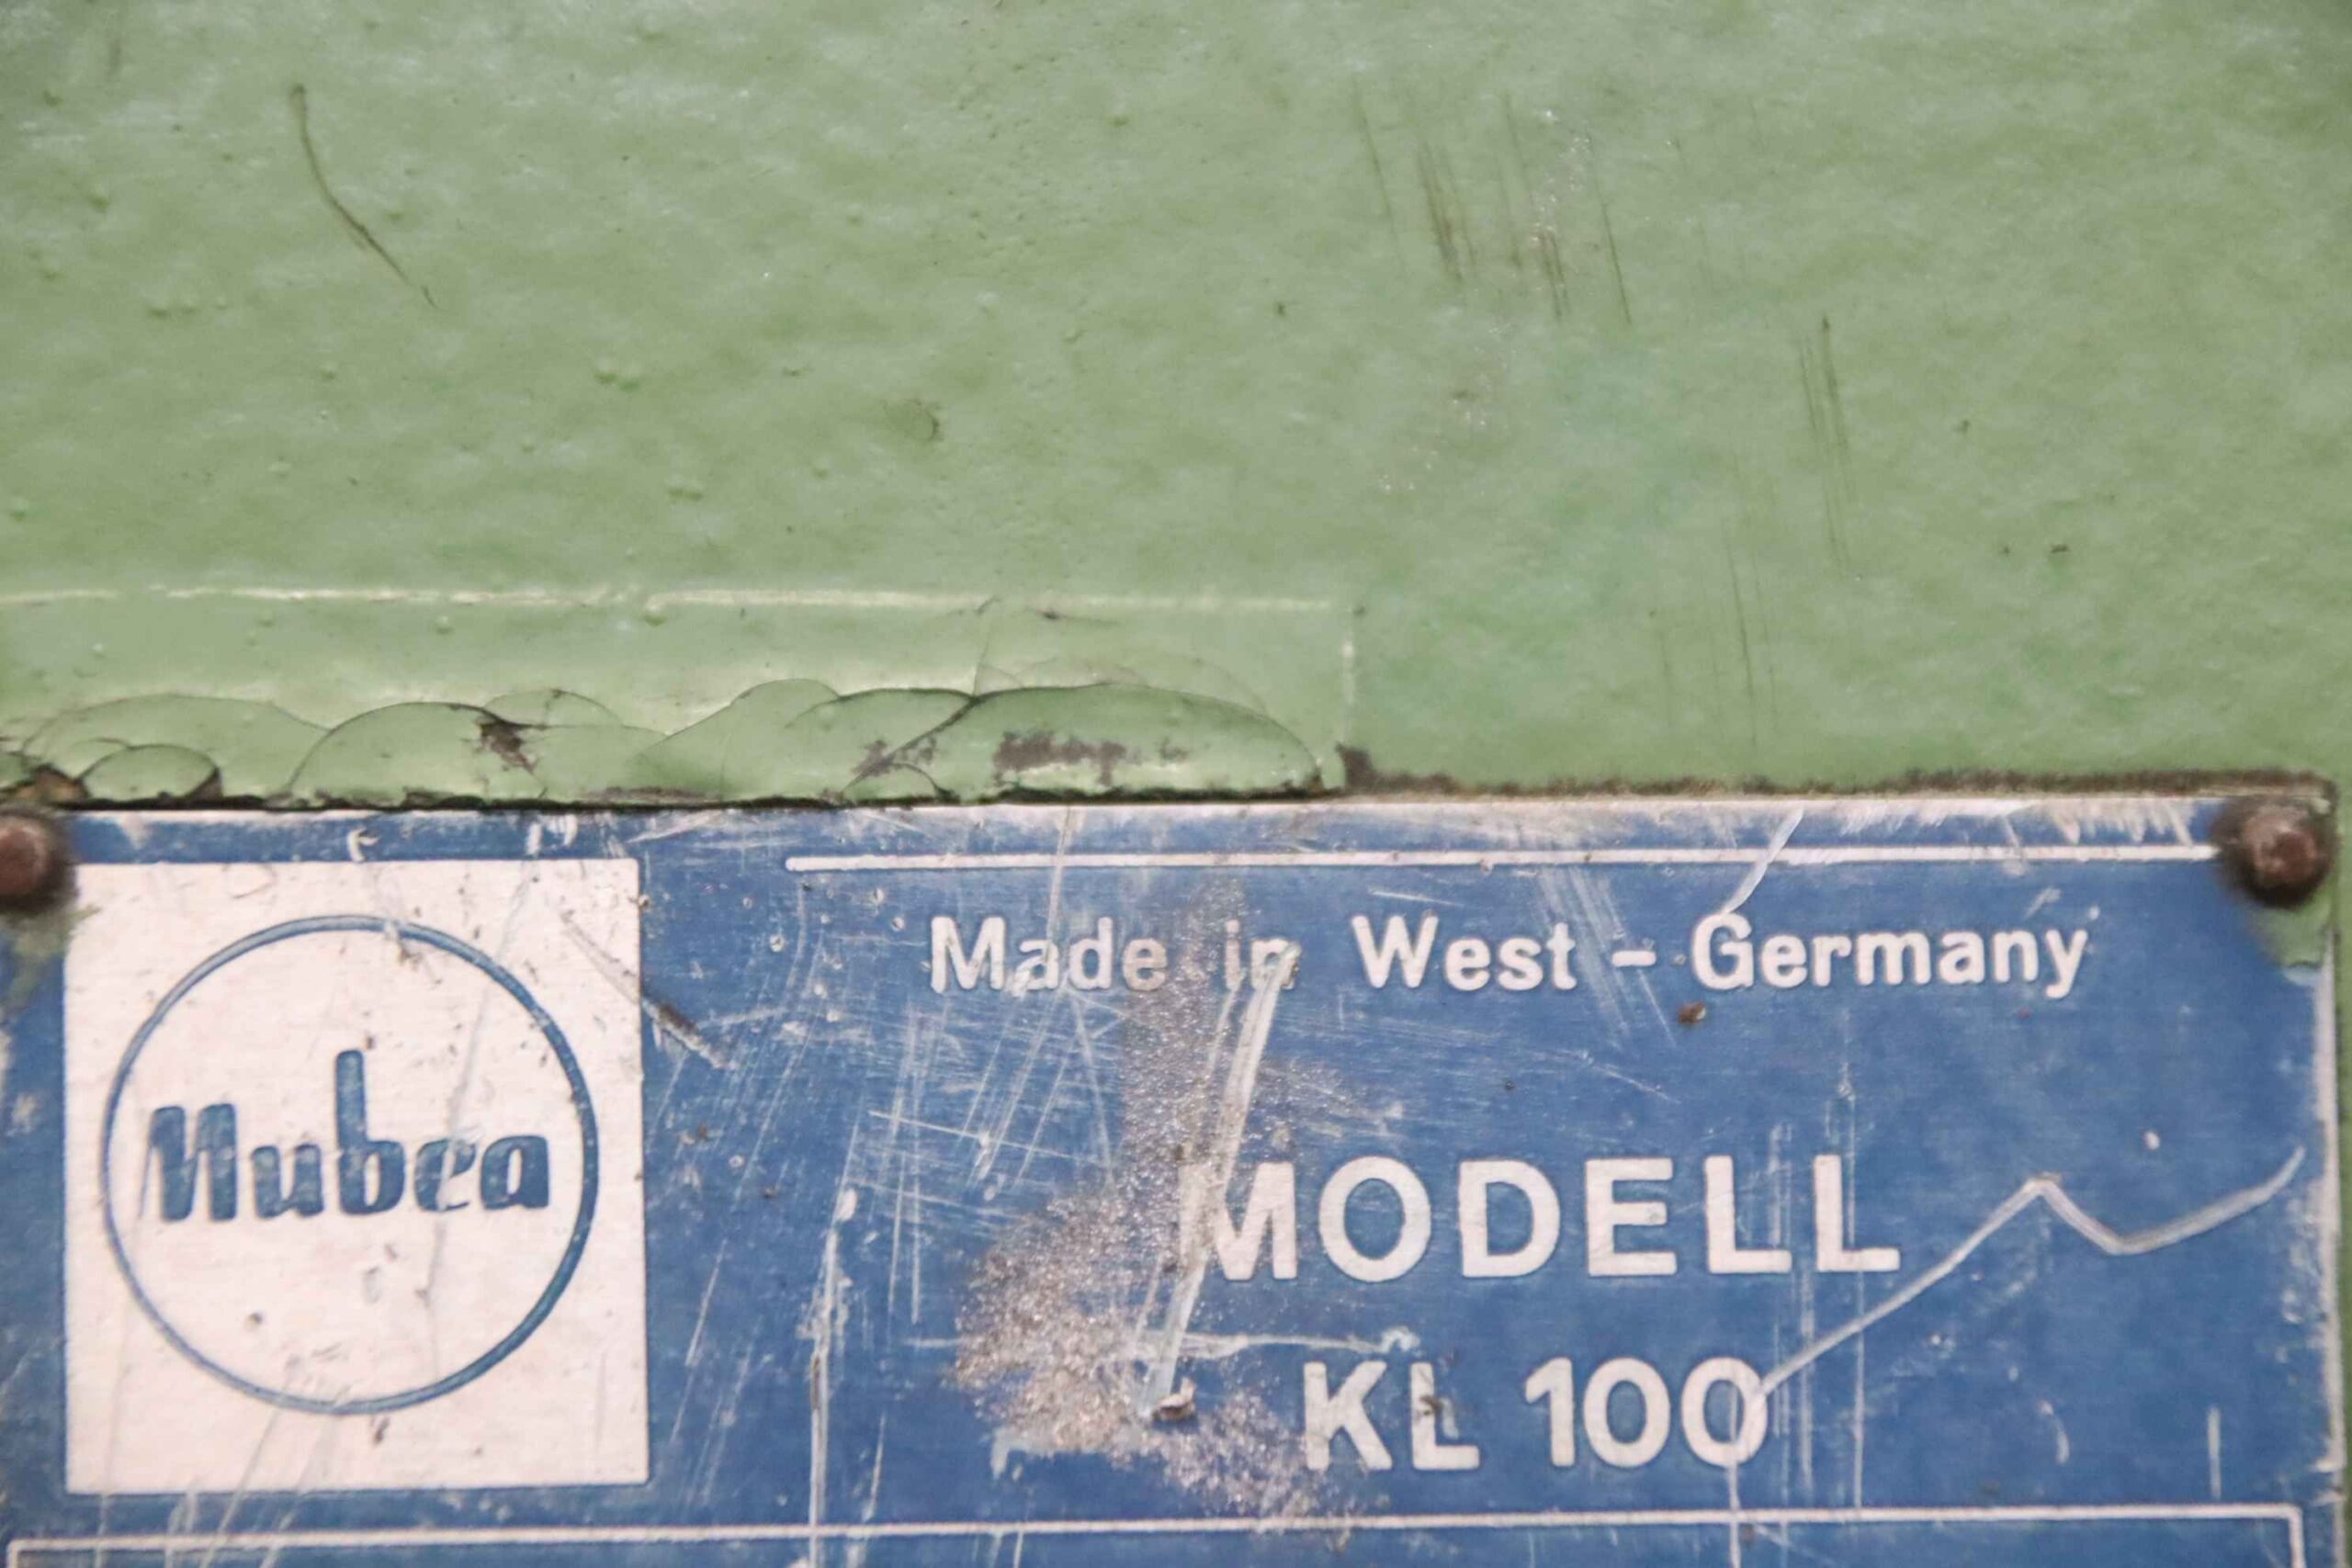 Made in West - Germany
Mubea
MODELL
KL 100